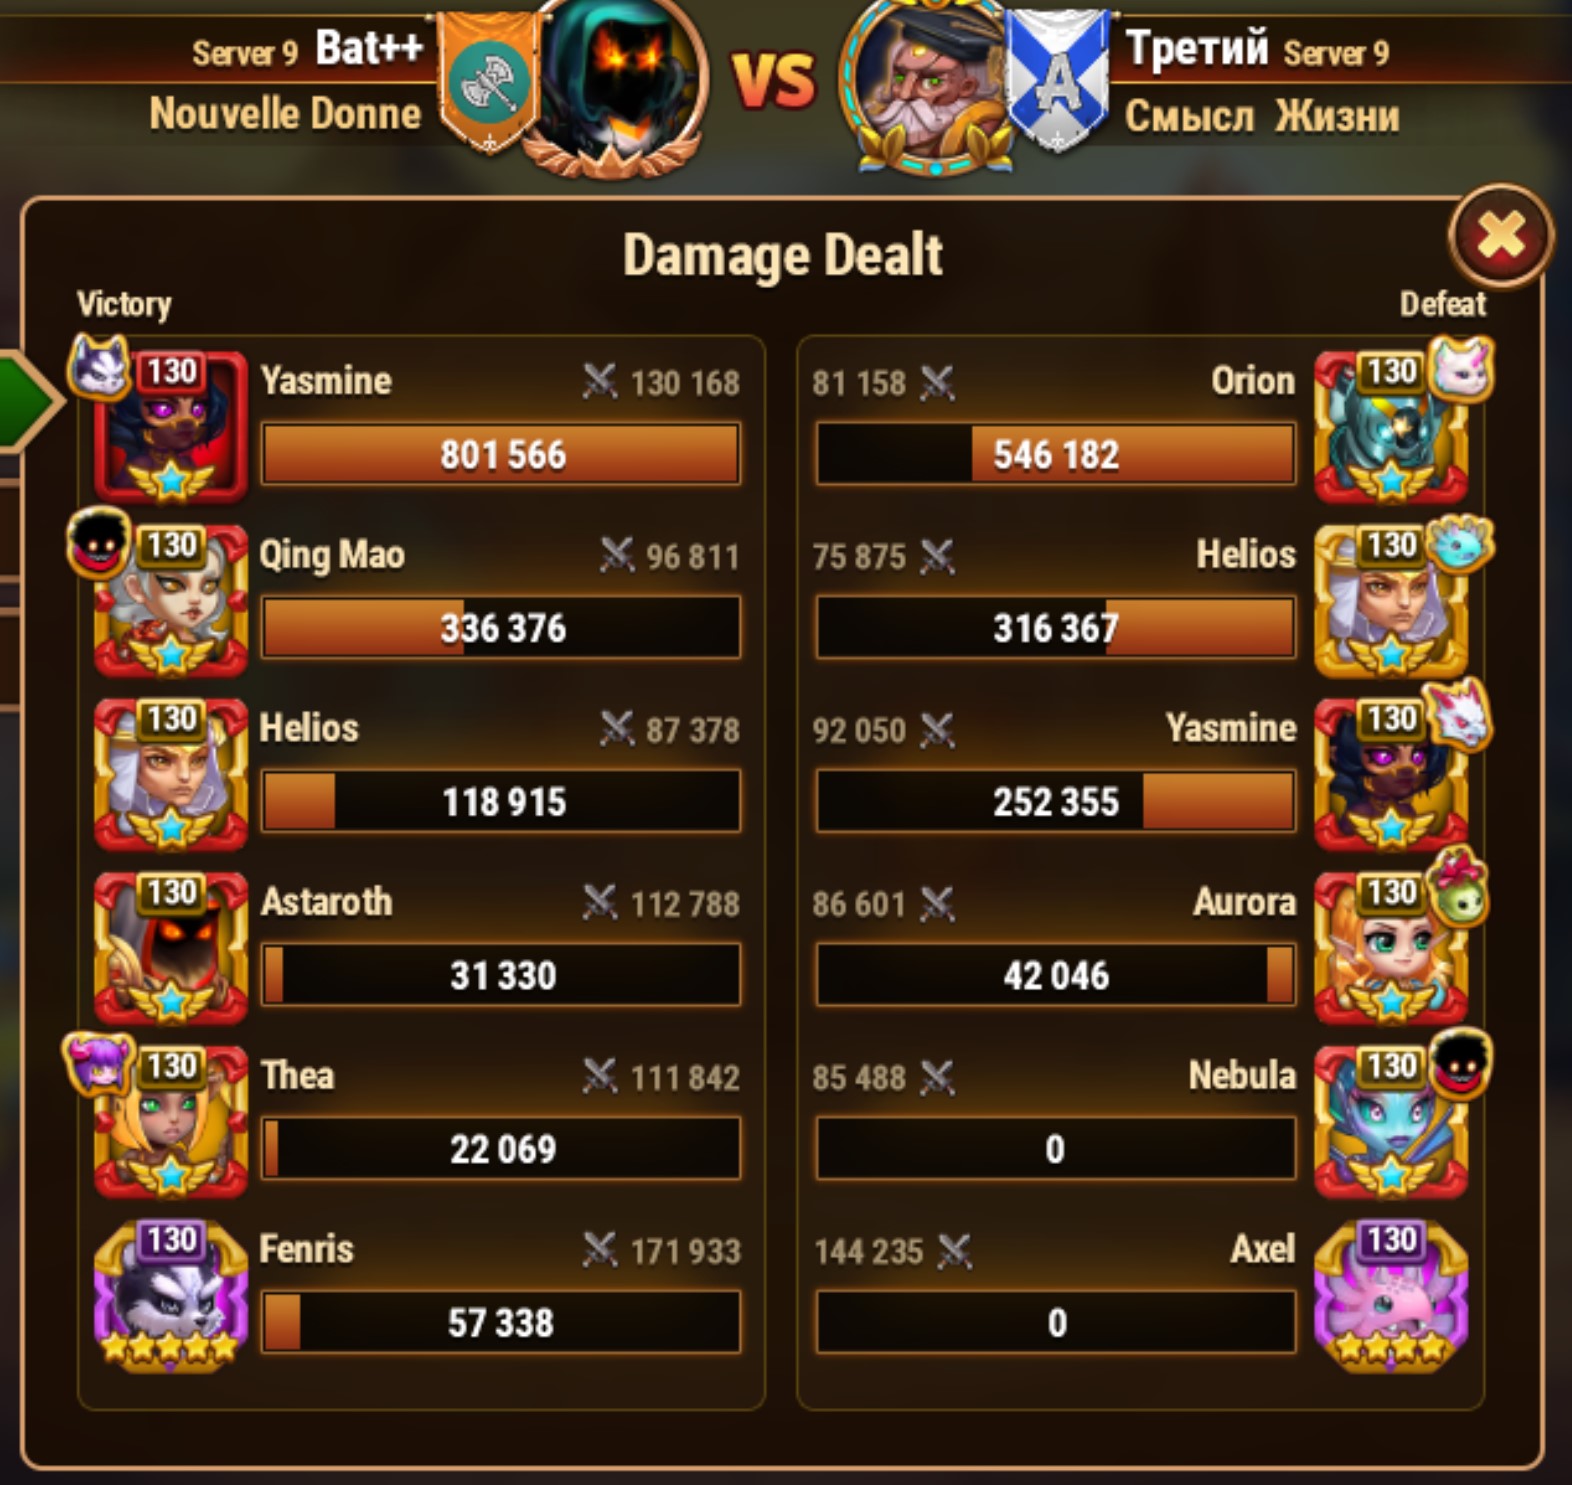 Server 9 Bat++
Nouvelle Donne
VS
Третий Server 9
A
Смысл Жизни
Damage Dealt
Victory
Defeat
130 Yasmine 130 168
801 566
81 158 Orion 130
546 182
130 Qing Mao 96 811
336 376
75 875 Helios 130
316 367
130 Helios 87 378
118 915
92 050 Yasmine 130
252 355
130 Astaroth 112 788
31 330
86 601 Aurora 130
42 046
130 Thea 111 842
22 069
85 488 Nebula 130
0
130 Fenris 171 933
57 338
144 235 Axel 130
0